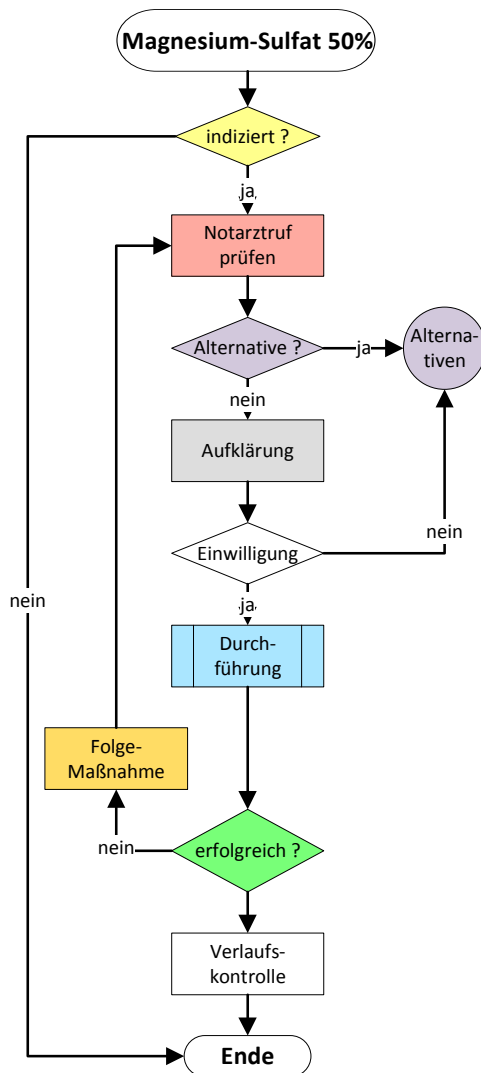 Magnesium-Sulfat 50%
indiziert ?
ja
Notarztruf
prüfen
Alternative ?
ja
Alterna-
tiven
nein
Aufklärung
nein
Einwilligung
nein
ja
Durch-
führung
Folge-
Maßnahme
nein
erfolgreich ?
Verlaufs-
kontrolle
Ende